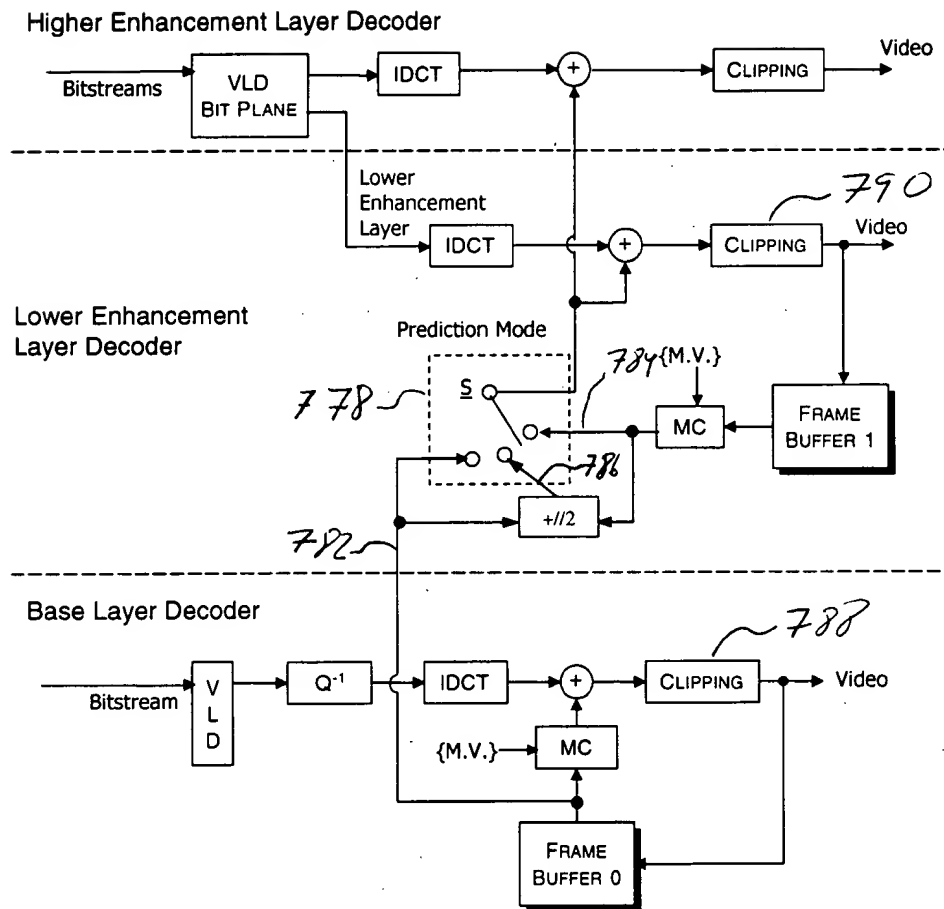 Higher Enhancement Layer Decoder
Bitstreams
VLD
BIT PLANE
IDCT
+
CLIPPING
Video
Lower
Enhancement
Layer
IDCT
+
CLIPPING
790
Video
Lower Enhancement
Layer Decoder
Prediction Mode
778
S
784
{M.V.}
MC
FRAME
BUFFER 1
786
+//2
782
Base Layer Decoder
788
Bitstream
V
L
D
Q-1
IDCT
+
CLIPPING
Video
{M.V.}
MC
FRAME
BUFFER 0